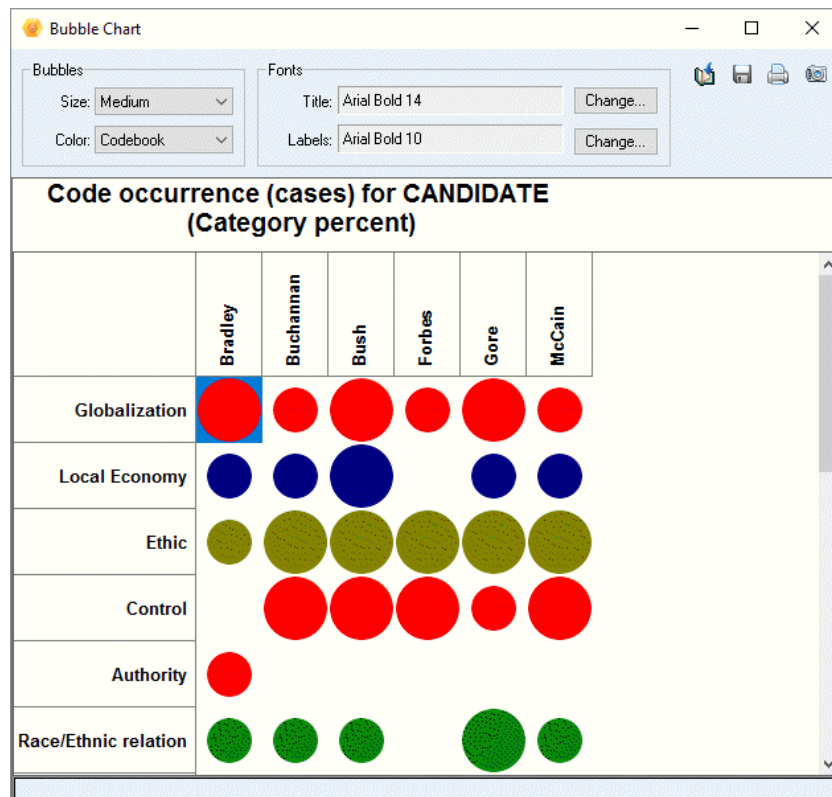 Bubble Chart
Bubbles
Fonts
Size: Medium
Title: Arial Bold 14
Change...
Color: Codebook
Labels: Arial Bold 10
Change...
Code occurrence (cases) for CANDIDATE
(Category percent)
Bradley
Buchannan
Bush
Forbes
Gore
McCain
Globalization
Local Economy
Ethic
Control
Authority
Race/Ethnic relation